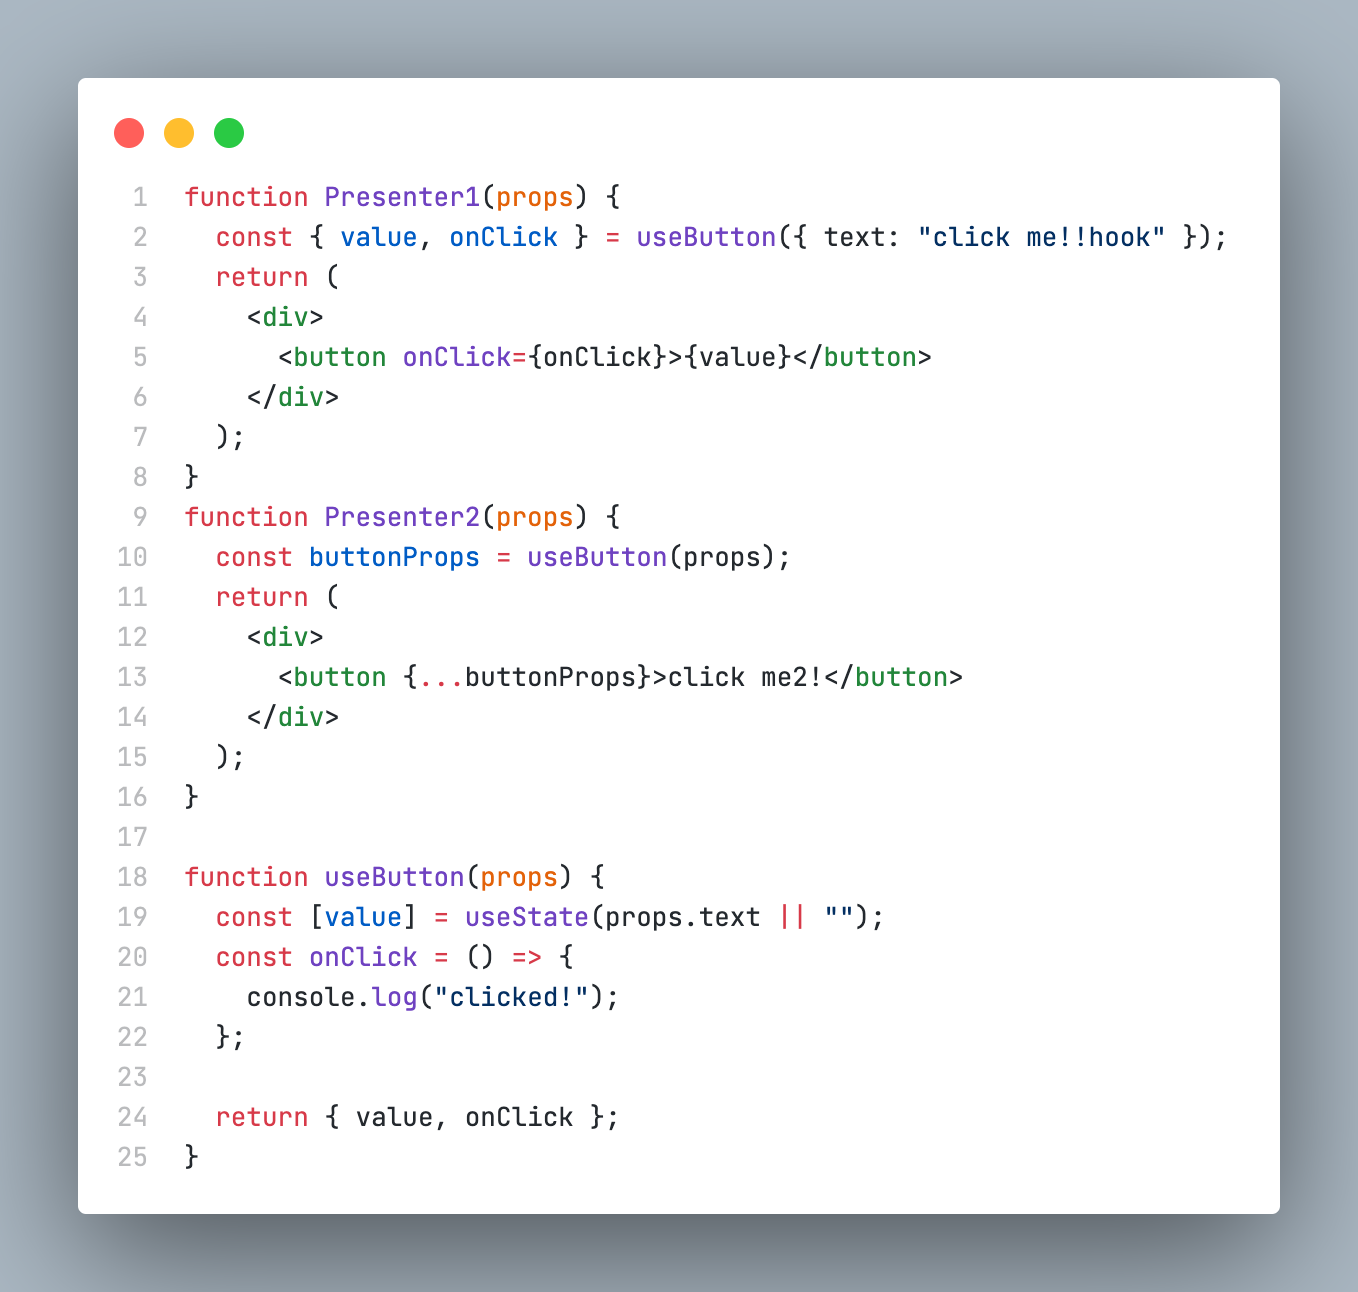 1 function Presenter1(props) {
2   const { value, onClick } = useButton({ text: "click me!!hook" });
3   return (
4     <div>
5       <button onClick={onClick}>{value}</button>
6     </div>
7   );
8 }
9 function Presenter2(props) {
10   const buttonProps = useButton(props);
11   return (
12     <div>
13       <button {...buttonProps}>click me2!</button>
14     </div>
15   );
16 }
17
18 function useButton(props) {
19   const [value] = useState(props.text || "");
20   const onClick = () => {
21     console.log("clicked!");
22   };
23
24   return { value, onClick };
25 }